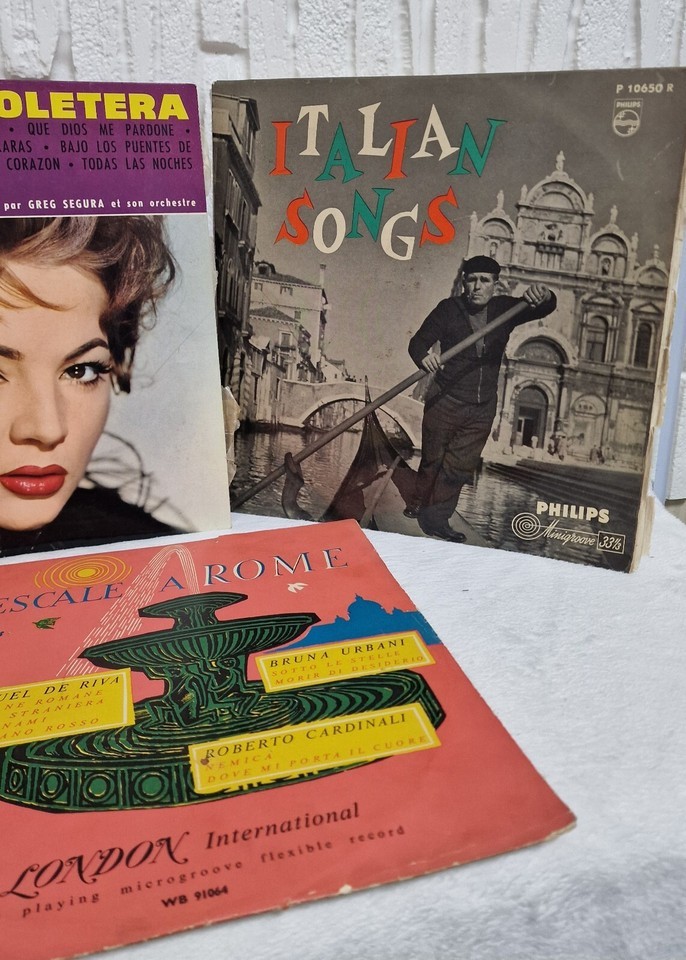 OLETERA
• QUE DIOS ME PARDONE •
ARAS • BAJO LOS PUENTES DE
CORAZON • TODAS LAS NOCHES
par GREG SEGURA et son orchestre
P 10650 R
PHILIPS
ITALIAN
SONGS
PHILIPS
Minigroove 33⅓
ESCALE A ROME
BRUNA URBANI
SOTTO LE STELLE
MORIR DI DESIDERIO
UEL DE RIVA
NE ROMANE
STRANIERA
NAMI
ANO ROSSO
ROBERTO CARDINALI
NEMICA
DOVE MI PORTA IL CUORE
LONDON International
playing microgroove flexible record
WB 91064